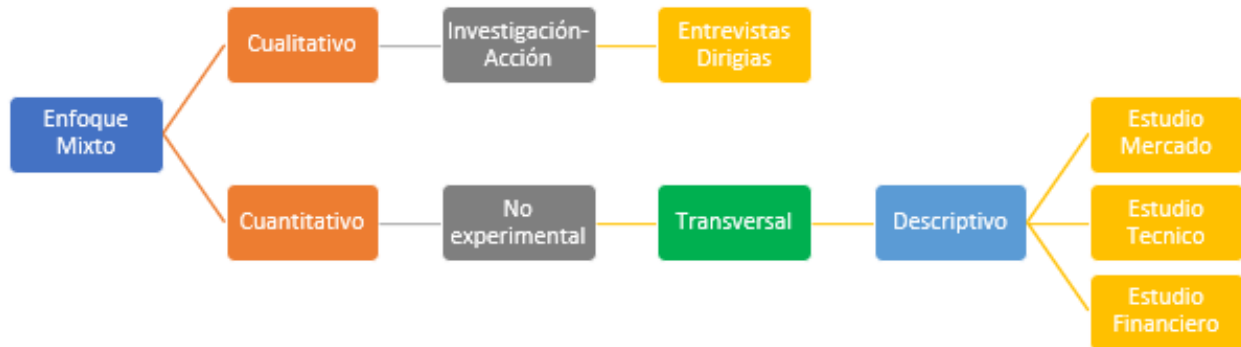 Enfoque
Mixto
Cualitativo
Investigación-
Acción
Entrevistas
Dirigias
Cuantitativo
No
experimental
Transversal
Descriptivo
Estudio
Mercado
Estudio
Tecnico
Estudio
Financiero